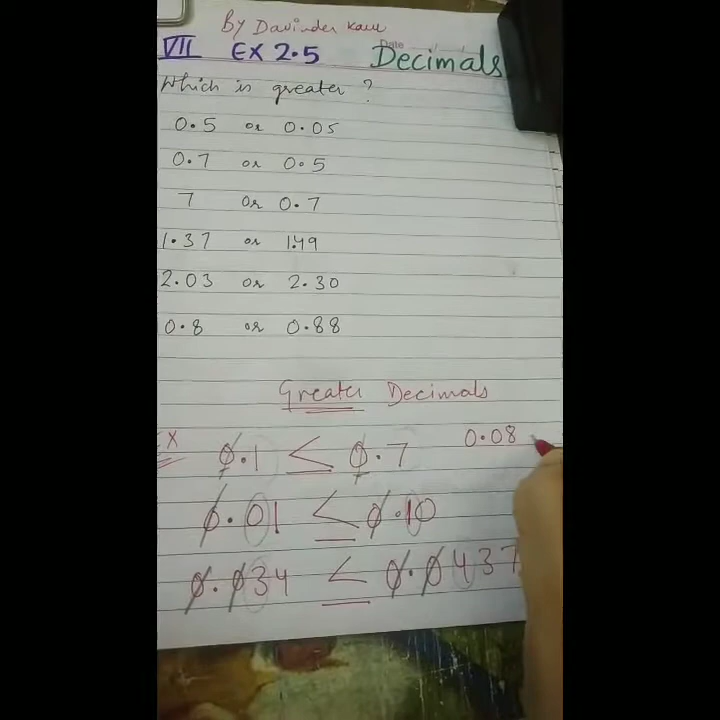 By Davinder Kaur
Date
VII EX 2.5 Decimals
Which is greater ?
0.5 or 0.05
0.7 or 0.5
7 or 0.7
1.37 or 1.49
2.03 or 2.30
0.8 or 0.88
Greater Decimals
EX 0.1 < 0.7 0.08
0.01 < 0.10
0.034 < 0.0437